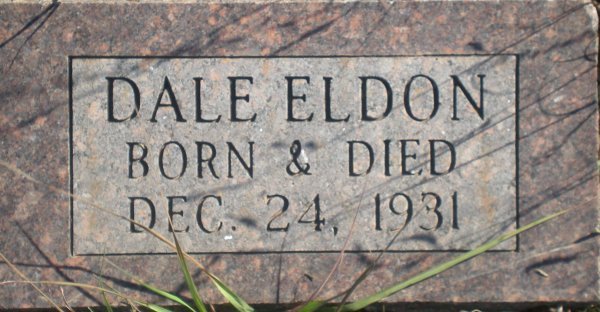 DALE ELDON
BORN & DIED
DEC. 24, 1931